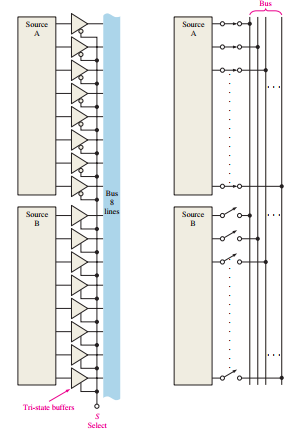 Bus
Source
A
Source
A
Bus
8
lines
Source
B
Source
B
Tri-state buffers
S
Select